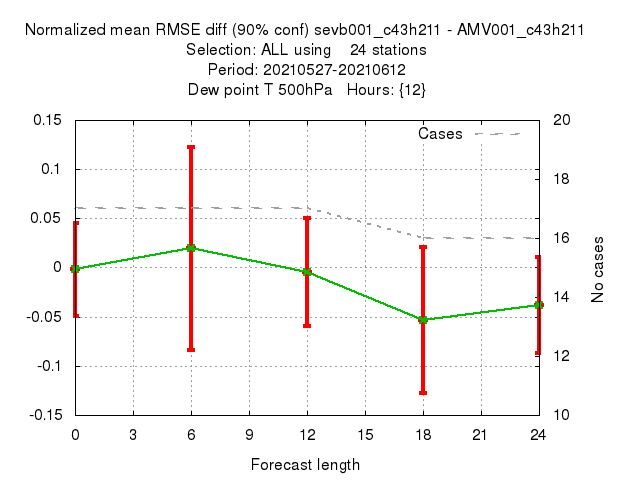 Normalized mean RMSE diff (90% conf) sevb001_c43h211 - AMV001_c43h211
Selection: ALL using    24 stations
Period: 20210527-20210612
Dew point T 500hPa   Hours: {12}
Cases
0.15
0.1
0.05
0
-0.05
-0.1
-0.15
20
18
16
14
12
10
No cases
0 3 6 9 12 15 18 21 24
Forecast length